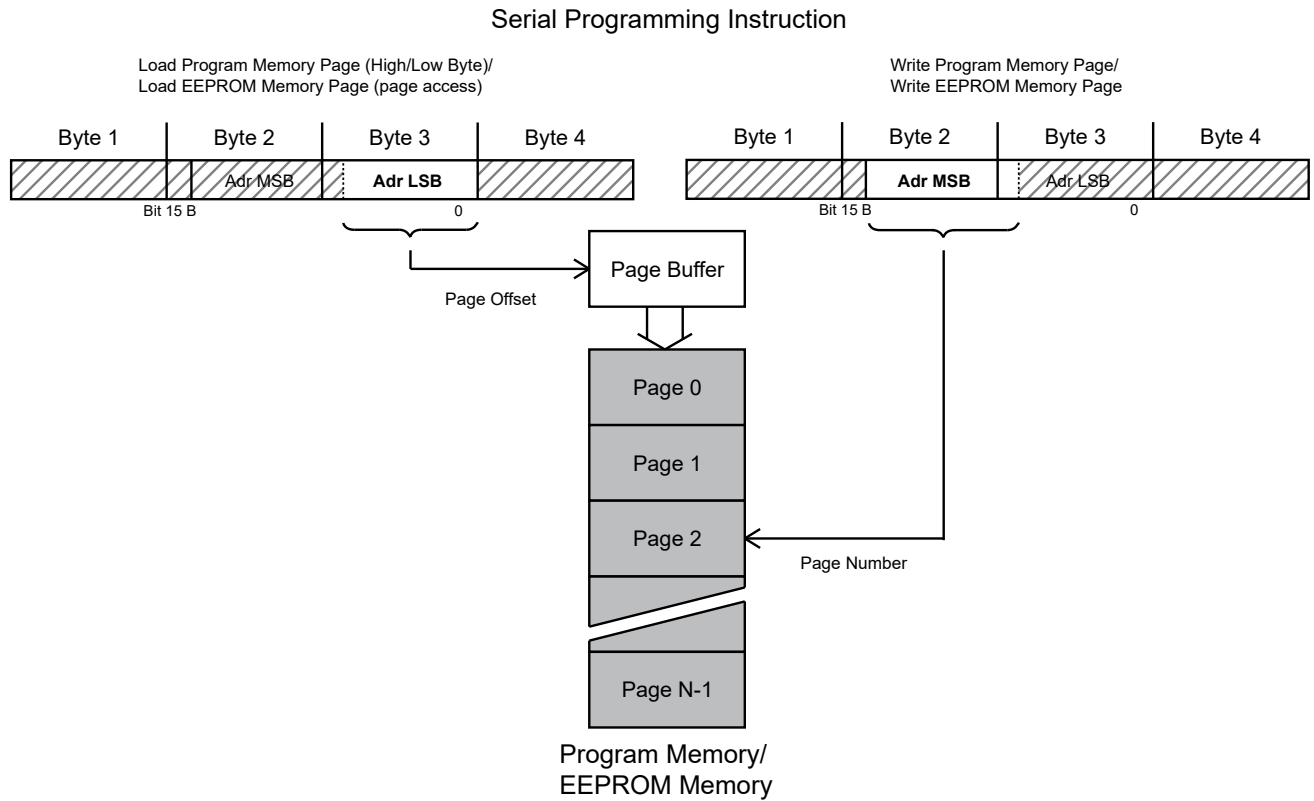 Serial Programming Instruction
Load Program Memory Page (High/Low Byte)/
Load EEPROM Memory Page (page access)
Write Program Memory Page/
Write EEPROM Memory Page
Byte 1 Byte 2 Byte 3 Byte 4
Adr MSB Adr LSB
Bit 15 B 0
Byte 1 Byte 2 Byte 3 Byte 4
Adr MSB Adr LSB
Bit 15 B 0
Page Buffer
Page Offset
Page 0
Page 1
Page 2
Page Number
Page N-1
Program Memory/
EEPROM Memory